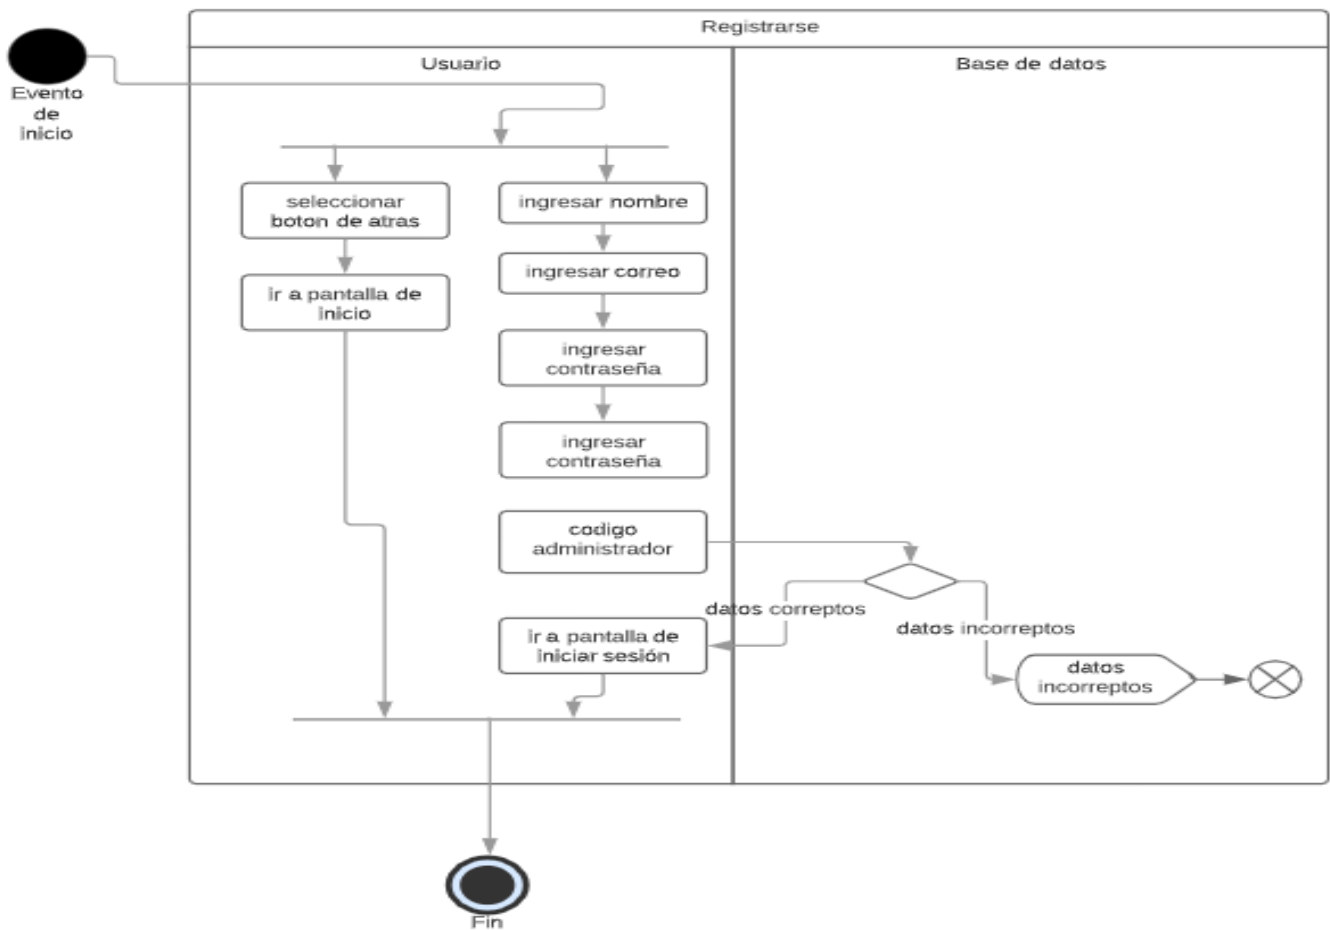 Registrarse
Usuario
Base de datos
Evento
de
inicio
seleccionar
boton de atras
ir a pantalla de
inicio
ingresar nombre
ingresar correo
ingresar
contraseña
ingresar
contraseña
codigo
administrador
datos correptos
datos incorreptos
ir a pantalla de
iniciar sesión
datos
incorreptos
Fin